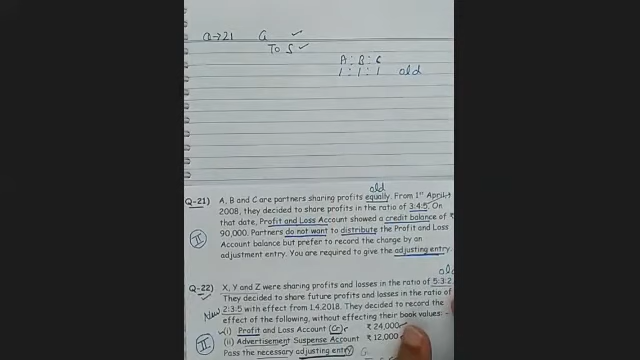 Q→21 G ✓
To S ✓
A : B : C
1 : 1 : 1 old
old
Q-21) A, B and C are partners sharing profits equally. From 1st April,
2008, they decided to share profits in the ratio of 3:4:5. On
that date, Profit and Loss Account showed a credit balance of ₹
90,000. Partners do not want to distribute the Profit and Loss
II Account balance but prefer to record the change by an
adjustment entry. You are required to give the adjusting entry.
old
Q-22) X, Y and Z were sharing profits and losses in the ratio of 5:3:2.
They decided to share future profits and losses in the ratio of
New 2:3:5 with effect from 1.4.2018. They decided to record the
effect of the following, without effecting their book values: -
(i) Profit and Loss Account (Cr) ₹ 24,000
II (ii) Advertisement Suspense Account ₹ 12,000
Pass the necessary adjusting entry